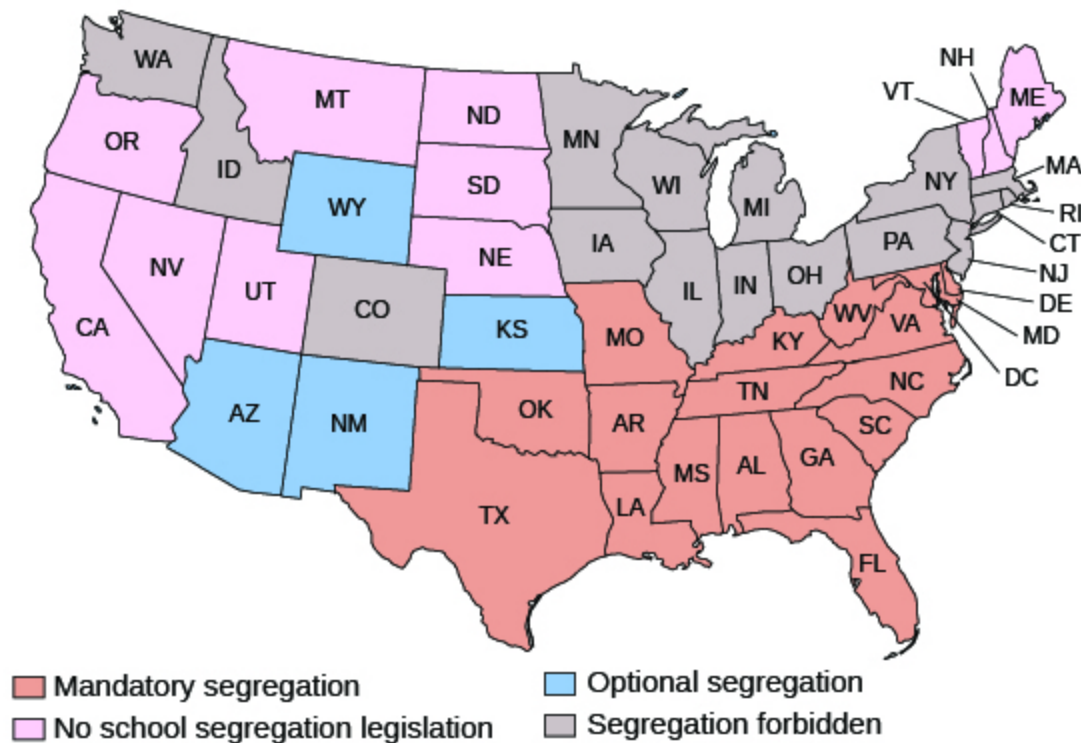 NH
WA
VT
ME
MT
ND
OR
MN
ID
SD
WI
NY
MA
WY
MI
RI
CT
IA
PA
NE
NV
NJ
UT
IL
IN
OH
DE
CO
CA
KS
WV
VA
MD
MO
KY
DC
TN
NC
AZ
NM
OK
AR
SC
MS
AL
GA
TX
LA
FL
Mandatory segregation
Optional segregation
No school segregation legislation
Segregation forbidden